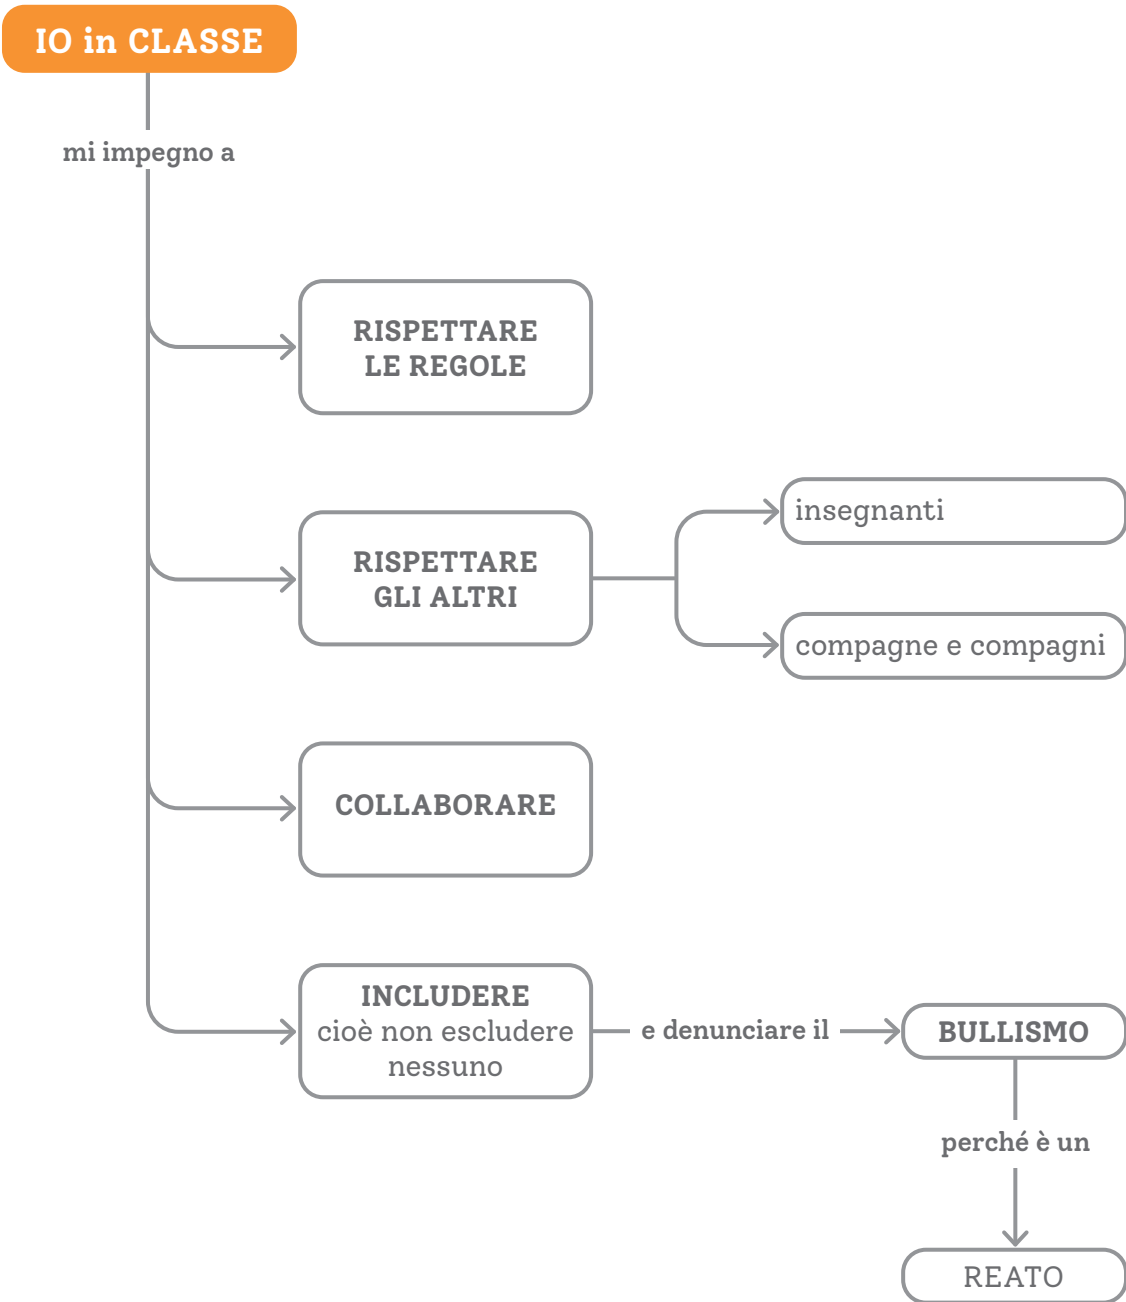 IO in CLASSE
mi impegno a
RISPETTARE
LE REGOLE
RISPETTARE
GLI ALTRI
insegnanti
compagne e compagni
COLLABORARE
INCLUDERE
cioè non escludere
nessuno
e denunciare il
BULLISMO
perché è un
REATO